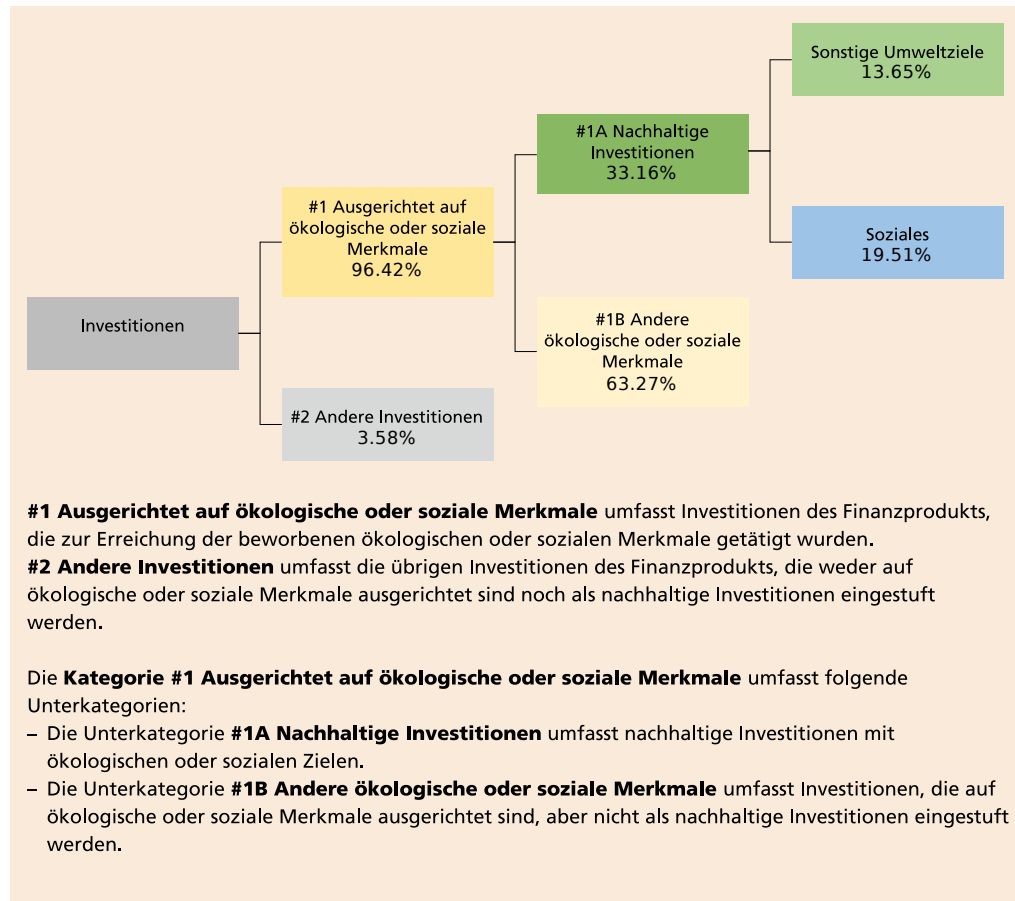 Sonstige Umweltziele
13.65%
#1A Nachhaltige
Investitionen
33.16%
#1 Ausgerichtet auf
ökologische oder soziale
Merkmale
96.42%
Soziales
19.51%
Investitionen
#1B Andere
ökologische oder soziale
Merkmale
63.27%
#2 Andere Investitionen
3.58%
#1 Ausgerichtet auf ökologische oder soziale Merkmale umfasst Investitionen des Finanzprodukts,
die zur Erreichung der beworbenen ökologischen oder sozialen Merkmale getätigt wurden.
#2 Andere Investitionen umfasst die übrigen Investitionen des Finanzprodukts, die weder auf
ökologische oder soziale Merkmale ausgerichtet sind noch als nachhaltige Investitionen eingestuft
werden.
Die Kategorie #1 Ausgerichtet auf ökologische oder soziale Merkmale umfasst folgende
Unterkategorien:
– Die Unterkategorie #1A Nachhaltige Investitionen umfasst nachhaltige Investitionen mit
ökologischen oder sozialen Zielen.
– Die Unterkategorie #1B Andere ökologische oder soziale Merkmale umfasst Investitionen, die auf
ökologische oder soziale Merkmale ausgerichtet sind, aber nicht als nachhaltige Investitionen eingestuft
werden.